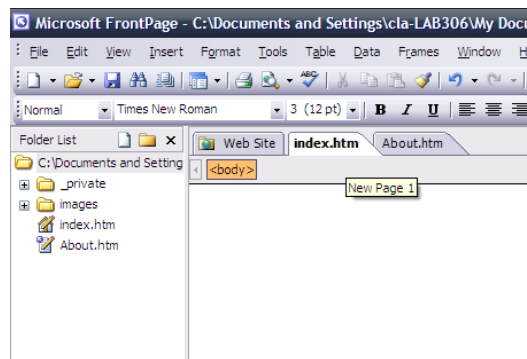 Microsoft FrontPage - C:\Documents and Settings\cla-LAB306\My Docu
File Edit View Insert Format Tools Table Data Frames Window H
ABC
Normal Times New Roman 3 (12 pt) B I U
Folder List Web Site index.htm About.htm
C:\Documents and Setting <body>
_private New Page 1
images
index.htm
About.htm